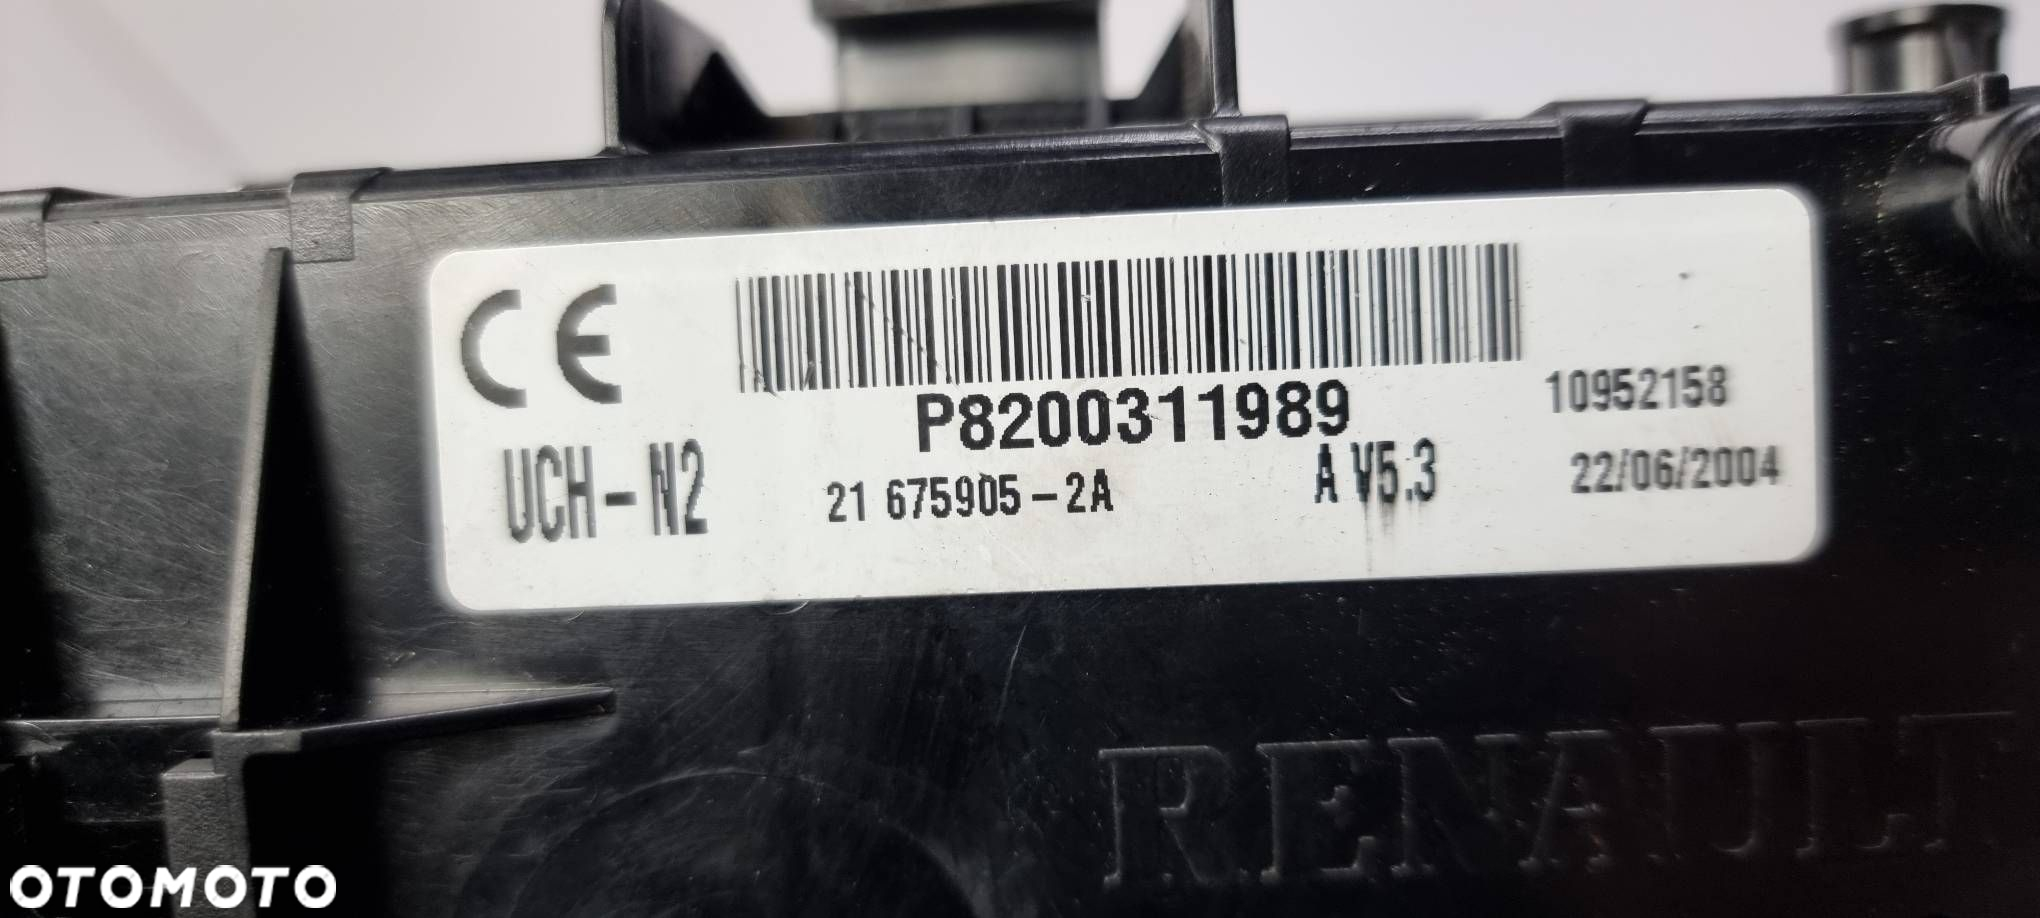 CE
P8200311989
10952158
UCH-N2
21 675905-2A
A V5.3
22/06/2004
RENAULT
OTOMOTO